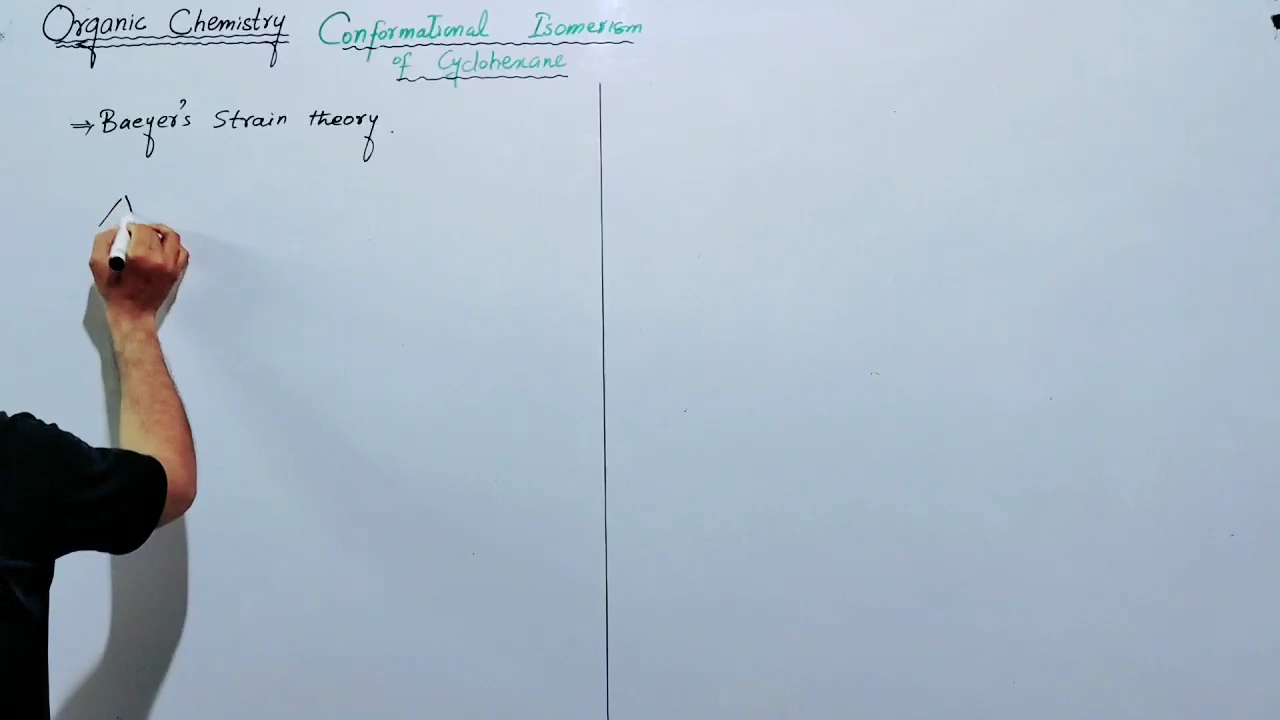 Organic Chemistry Conformational Isomerism
of Cyclohexane
⇒ Baeyer's Strain theory.